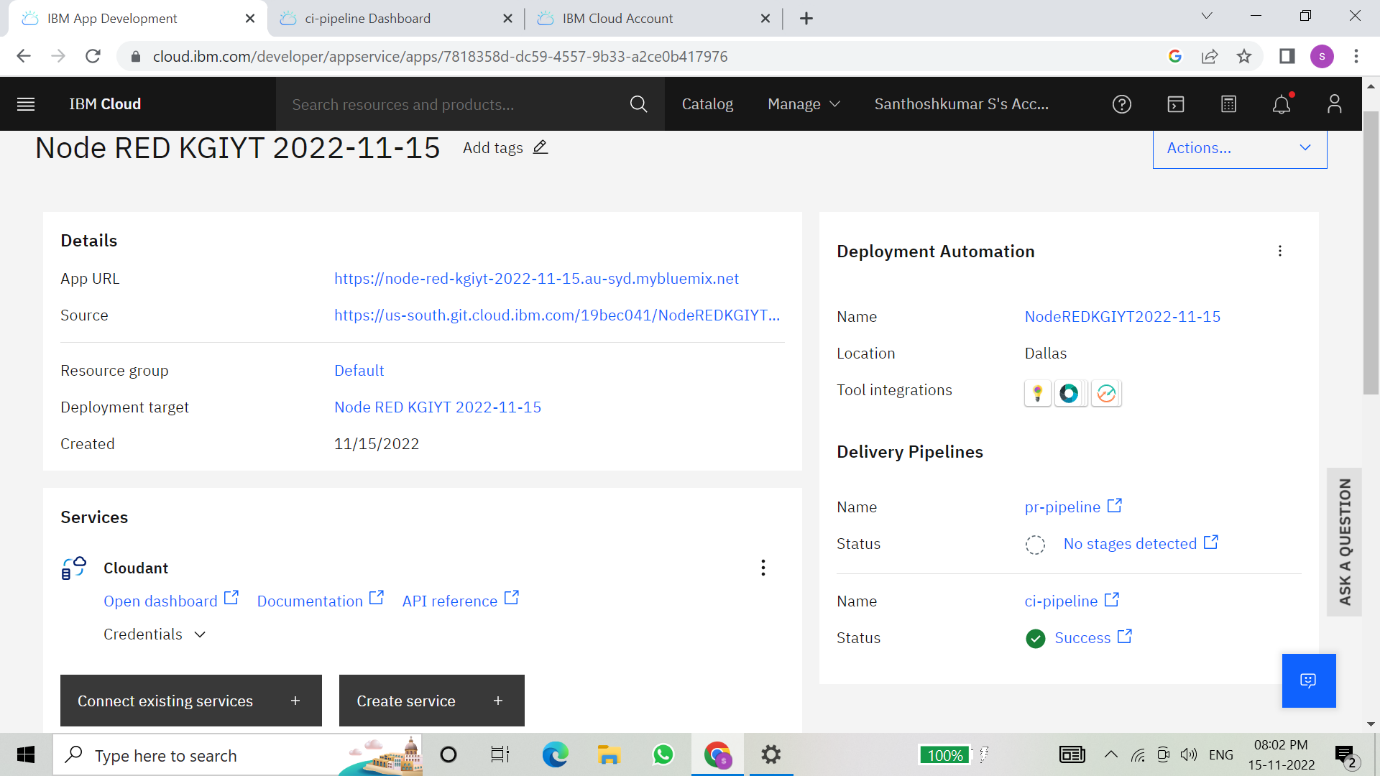 IBM App Development
ci-pipeline Dashboard
IBM Cloud Account
cloud.ibm.com/developer/appservice/apps/7818358d-dc59-4557-9b33-a2ce0b417976
s
IBM Cloud
Search resources and products...
Catalog
Manage
Santhoshkumar S's Acc...
Node RED KGIYT 2022-11-15
Add tags
Actions...
Details
App URL
https://node-red-kgiyt-2022-11-15.au-syd.mybluemix.net
Source
https://us-south.git.cloud.ibm.com/19bec041/NodeREDKGIYT...
Resource group
Default
Deployment target
Node RED KGIYT 2022-11-15
Created
11/15/2022
Services
Cloudant
Open dashboard
Documentation
API reference
Credentials
Connect existing services +
Create service +
Deployment Automation
Name
NodeREDKGIYT2022-11-15
Location
Dallas
Tool integrations
Delivery Pipelines
Name
pr-pipeline
Status
No stages detected
Name
ci-pipeline
Status
Success
ASK A QUESTION
Type here to search
s
100%
ENG
08:02 PM
15-11-2022
2